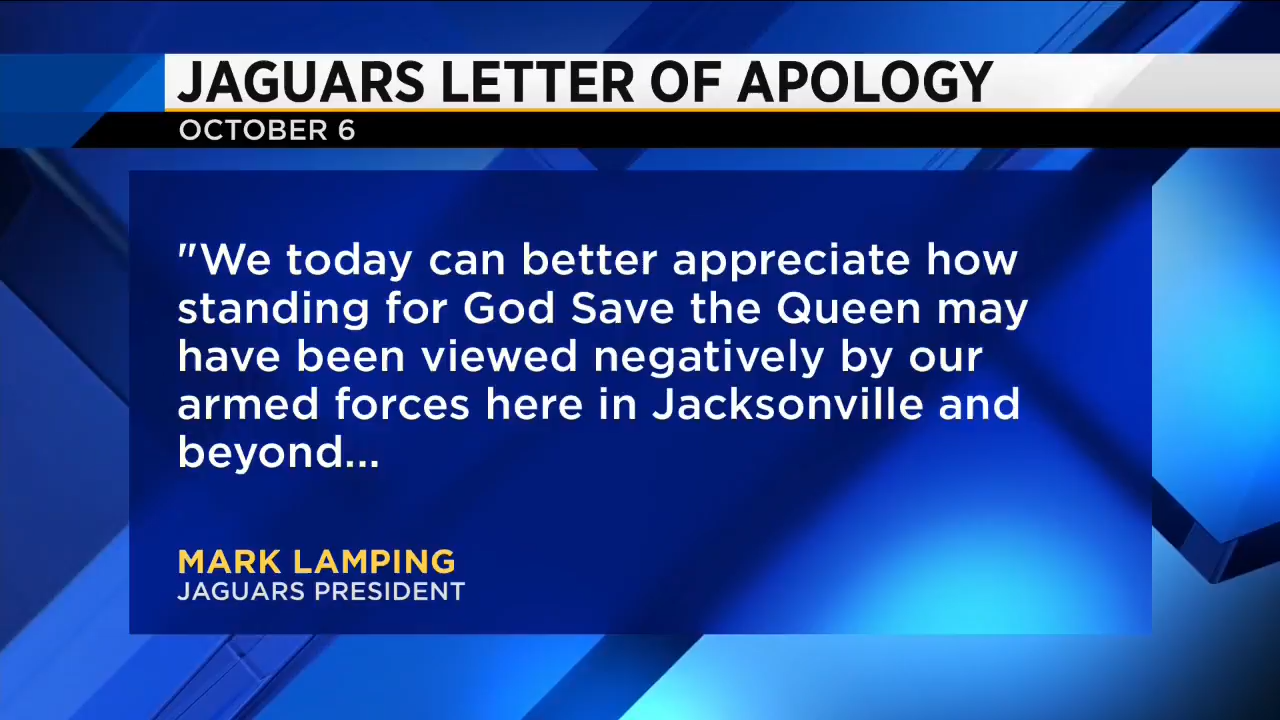 JAGUARS LETTER OF APOLOGY
OCTOBER 6
"We today can better appreciate how
standing for God Save the Queen may
have been viewed negatively by our
armed forces here in Jacksonville and
beyond...
MARK LAMPING
JAGUARS PRESIDENT